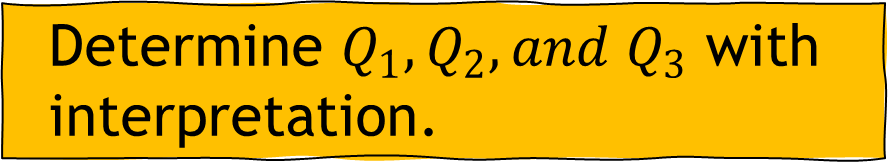 Determine Q₁, Q₂, and Q₃ with
interpretation.